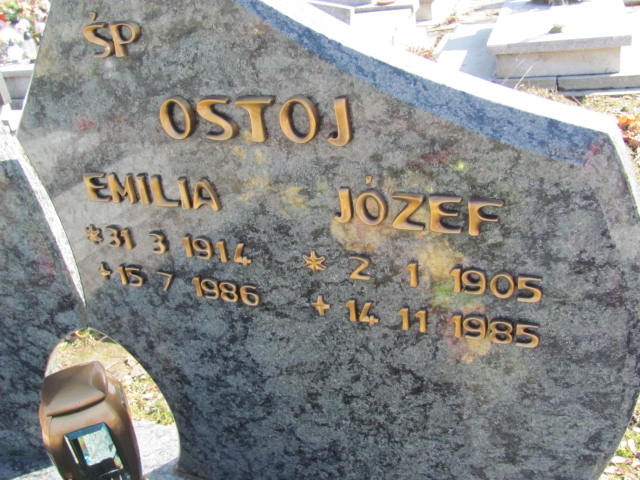 ŚP
OSTOJ
EMILIA
*31 3 1914
+15 7 1986
JÓZEF
* 2 1 1905
+ 14 11 1985